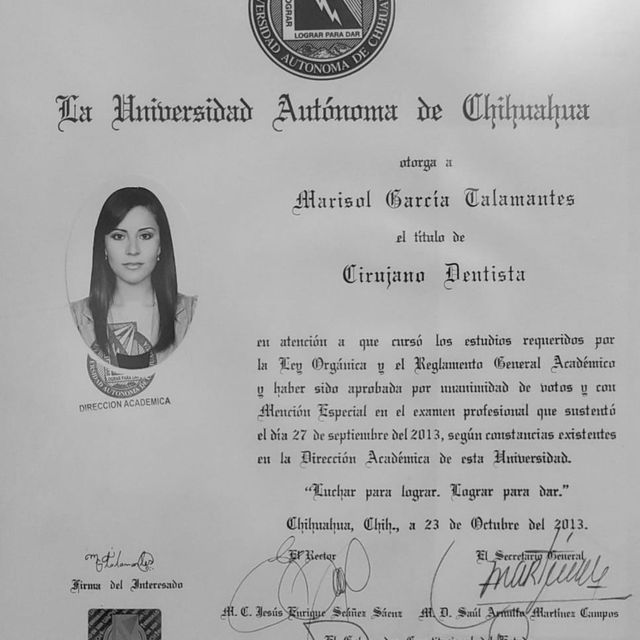 LOGRAR
LOGRAR PARA DAR
UNIVERSIDAD AUTONOMA DE CHIHUAHUA
La Universidad Autónoma de Chihuahua
otorga a
Marisol García Talamantes
el título de
Cirujano Dentista
en atención a que cursó los estudios requeridos por
la Ley Orgánica y el Reglamento General Académico
y haber sido aprobada por unanimidad de votos y con
Mención Especial en el examen profesional que sustentó
el día 27 de septiembre del 2013, según constancias existentes
en la Dirección Académica de esta Universidad.
"Luchar para lograr. Lograr para dar."
Chihuahua, Chih., a 23 de Octubre del 2013.
LOGRAR PARA DAR
DIRECCION ACADEMICA
Firma del Interesado
El Rector
El Secretario General
M. C. Jesús Enrique Seáñez Sáenz
M. D. Saúl Arnulfo Martínez Campos